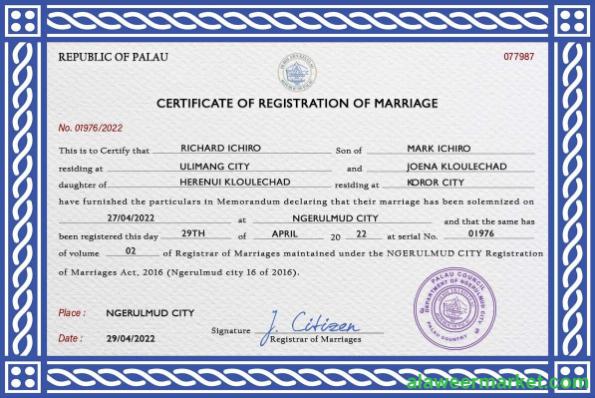 REPUBLIC OF PALAU 077987
CERTIFICATE OF REGISTRATION OF MARRIAGE
No. 01976/2022
This is to Certify that RICHARD ICHIRO Son of MARK ICHIRO
residing at ULIMANG CITY and JOENA KLOULECHAD
daughter of HERENUI KLOULECHAD residing at KOROR CITY
have furnished the particulars in Memorandum declaring that their marriage has been solemnized on
27/04/2022 at NGERULMUD CITY and that the same has
been registered this day 29TH of APRIL 20 22 at serial No. 01976
of volume 02 of Registrar of Marriages maintained under the NGERULMUD CITY Registration
of Marriages Act, 2016 (Ngerulmud city 16 of 2016).
Place : NGERULMUD CITY
Date : 29/04/2022
Signature J. Citizen
Registrar of Marriages
PALAU COUNCIL
DEPARTMENT OF NGERULMUD CITY
PALAU COUNTRY
alaweermarket.com